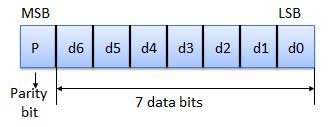 MSB LSB
P d6 d5 d4 d3 d2 d1 d0
Parity
bit
7 data bits